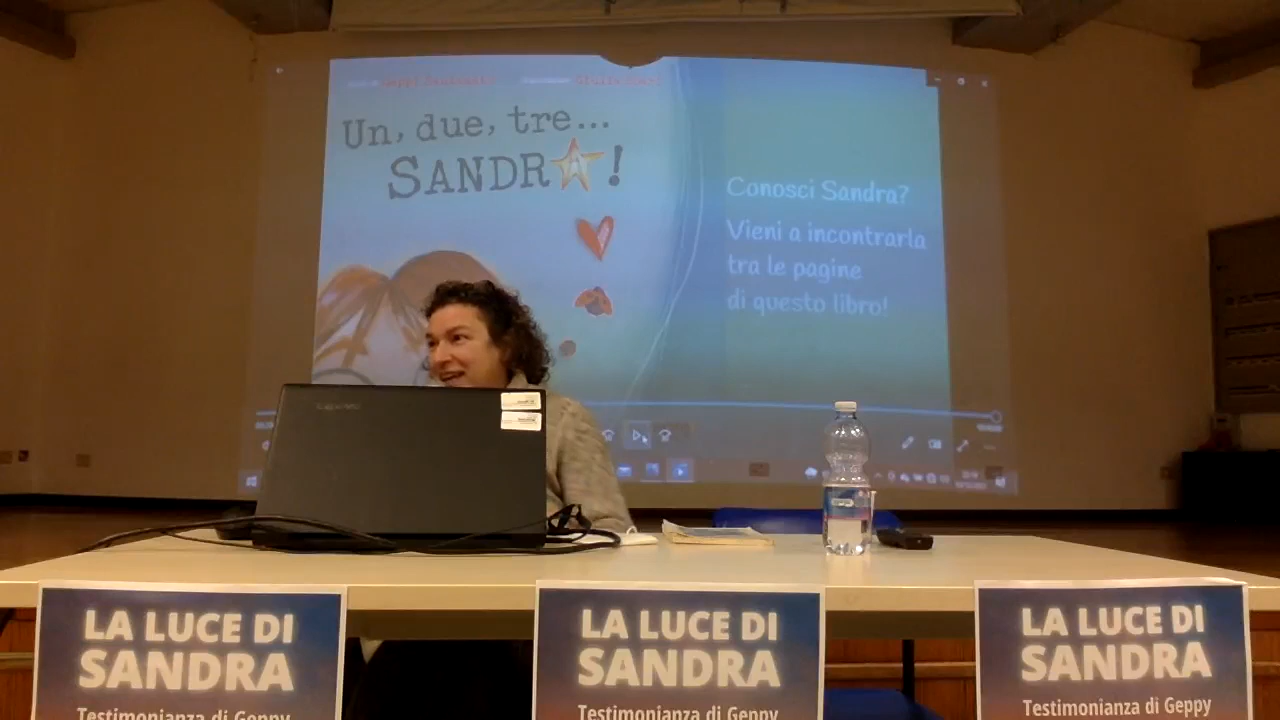 Un, due, tre...
SANDRA!
Conosci Sandra?
Vieni a incontrarla
tra le pagine
di questo libro!
LA LUCE DI
SANDRA
Testimonianza di Geppy
LA LUCE DI
SANDRA
Testimonianza di Geppy
LA LUCE DI
SANDRA
Testimonianza di Geppy